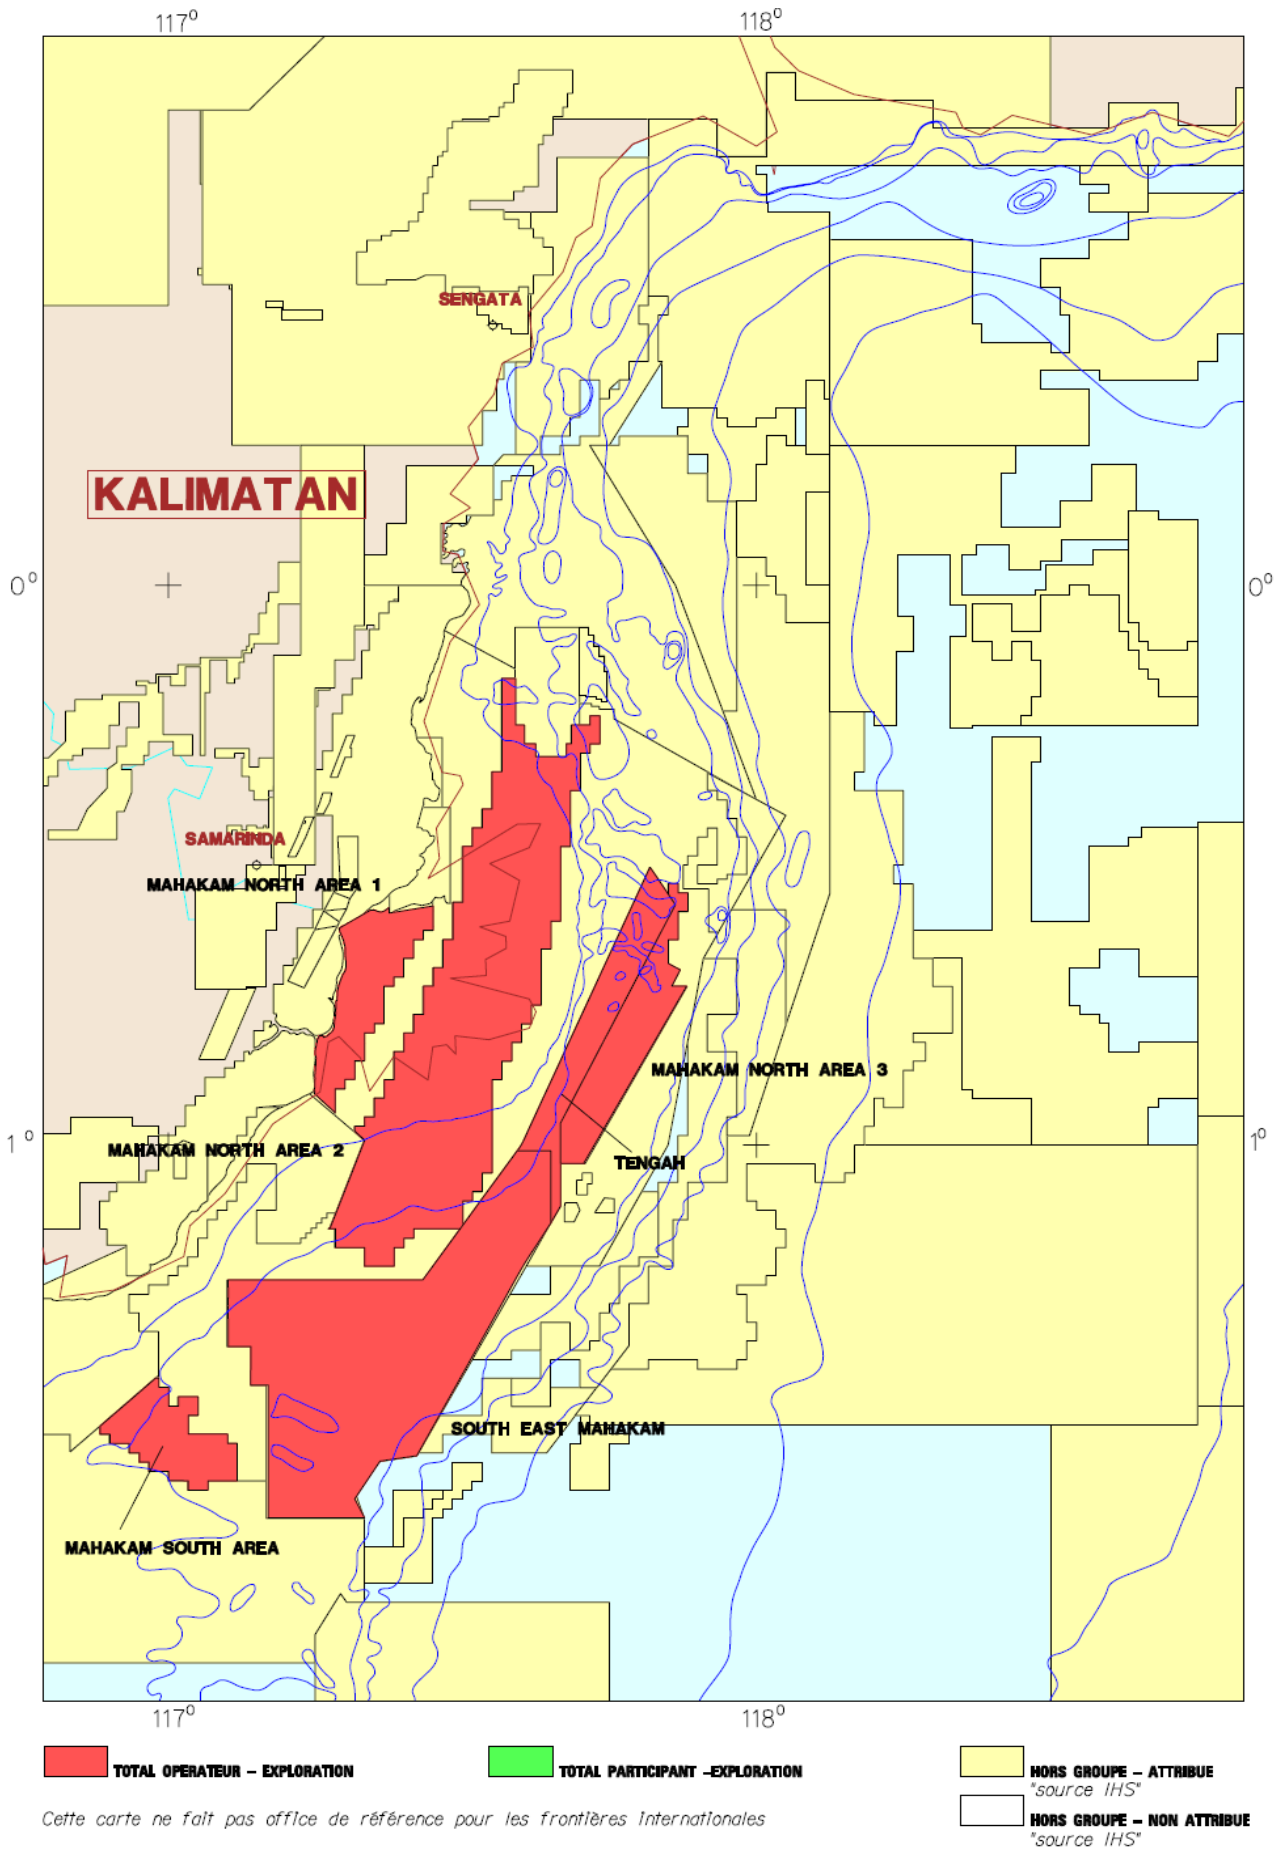 117°
118°
SENGATA
KALIMATAN
0°
0°
SAMARINDA
MAHAKAM NORTH AREA 1
MAHAKAM NORTH AREA 3
1°
1°
MAHAKAM NORTH AREA 2
TENGAH
SOUTH EAST MAHAKAM
MAHAKAM SOUTH AREA
117°
118°
TOTAL OPERATEUR - EXPLORATION
TOTAL PARTICIPANT -EXPLORATION
HORS GROUPE - ATTRIBUE
"source IHS"
Cette carte ne fait pas office de référence pour les frontières internationales
HORS GROUPE - NON ATTRIBUE
"source IHS"